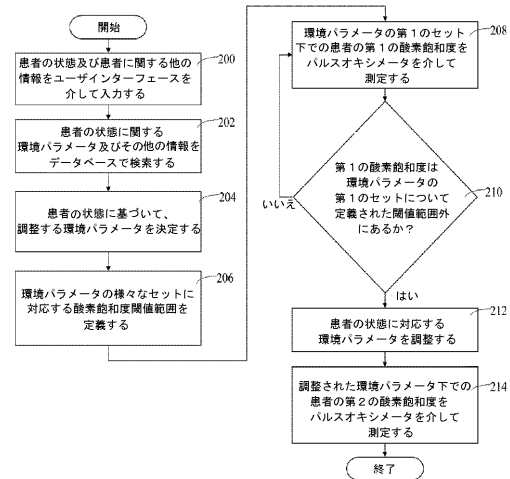 開始
患者の状態及び患者に関する他の
情報をユーザインターフェースを
介して入力する
200
患者の状態に関する
環境パラメータ及びその他の情報を
データベースで検索する
202
患者の状態に基づいて、
調整する環境パラメータを決定する
204
環境パラメータの様々なセットに
対応する酸素飽和度閾値範囲を
定義する
206
環境パラメータの第１のセット
下での患者の第１の酸素飽和度を
パルスオキシメータを介して
測定する
208
第１の酸素飽和度は
環境パラメータの
第１のセットについて
定義された閾値範囲外
にあるか？
210
いいえ
はい
患者の状態に対応する
環境パラメータを調整する
212
調整された環境パラメータ下での
患者の第２の酸素飽和度を
パルスオキシメータを介して
測定する
214
終了